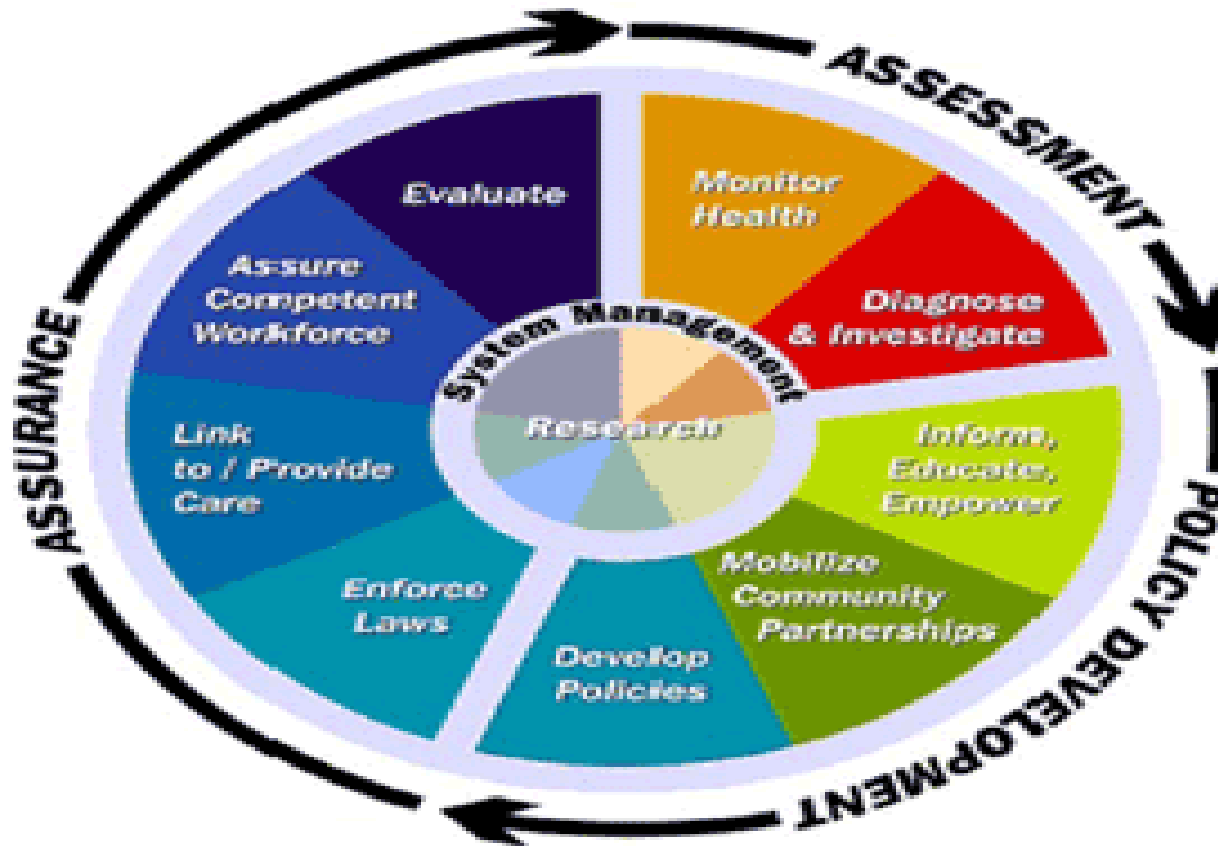 ASSESSMENT
POLICY DEVELOPMENT
ASSURANCE
Monitor
Health
Diagnose
& Investigate
Inform,
Educate,
Empower
Mobilize
Community
Partnerships
Develop
Policies
Enforce
Laws
Link
to / Provide
Care
Assure
Competent
Workforce
Evaluate
System Management
Research